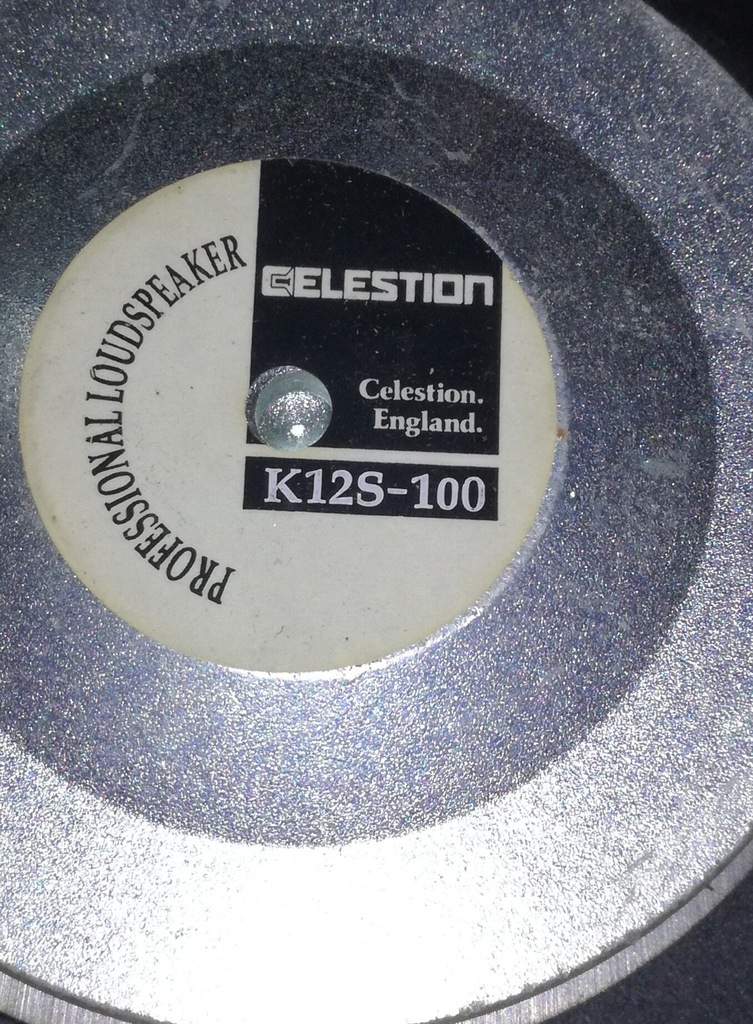 PROFESSIONAL LOUDSPEAKER
CELESTION
Celestion.
England.
K12S-100